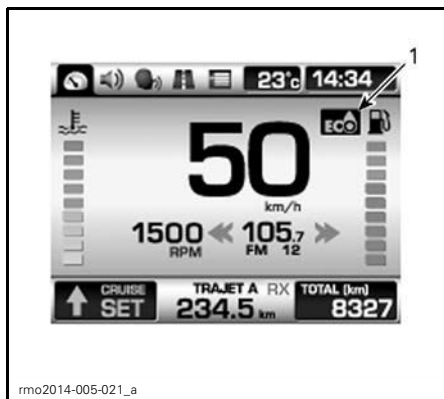 1
23°c 14:34
ECO
50
km/h
1500 105.7
RPM FM 12
CRUISE SET
TRAJET A RX
234.5 km
TOTAL (km)
8327
rmo2014-005-021_a